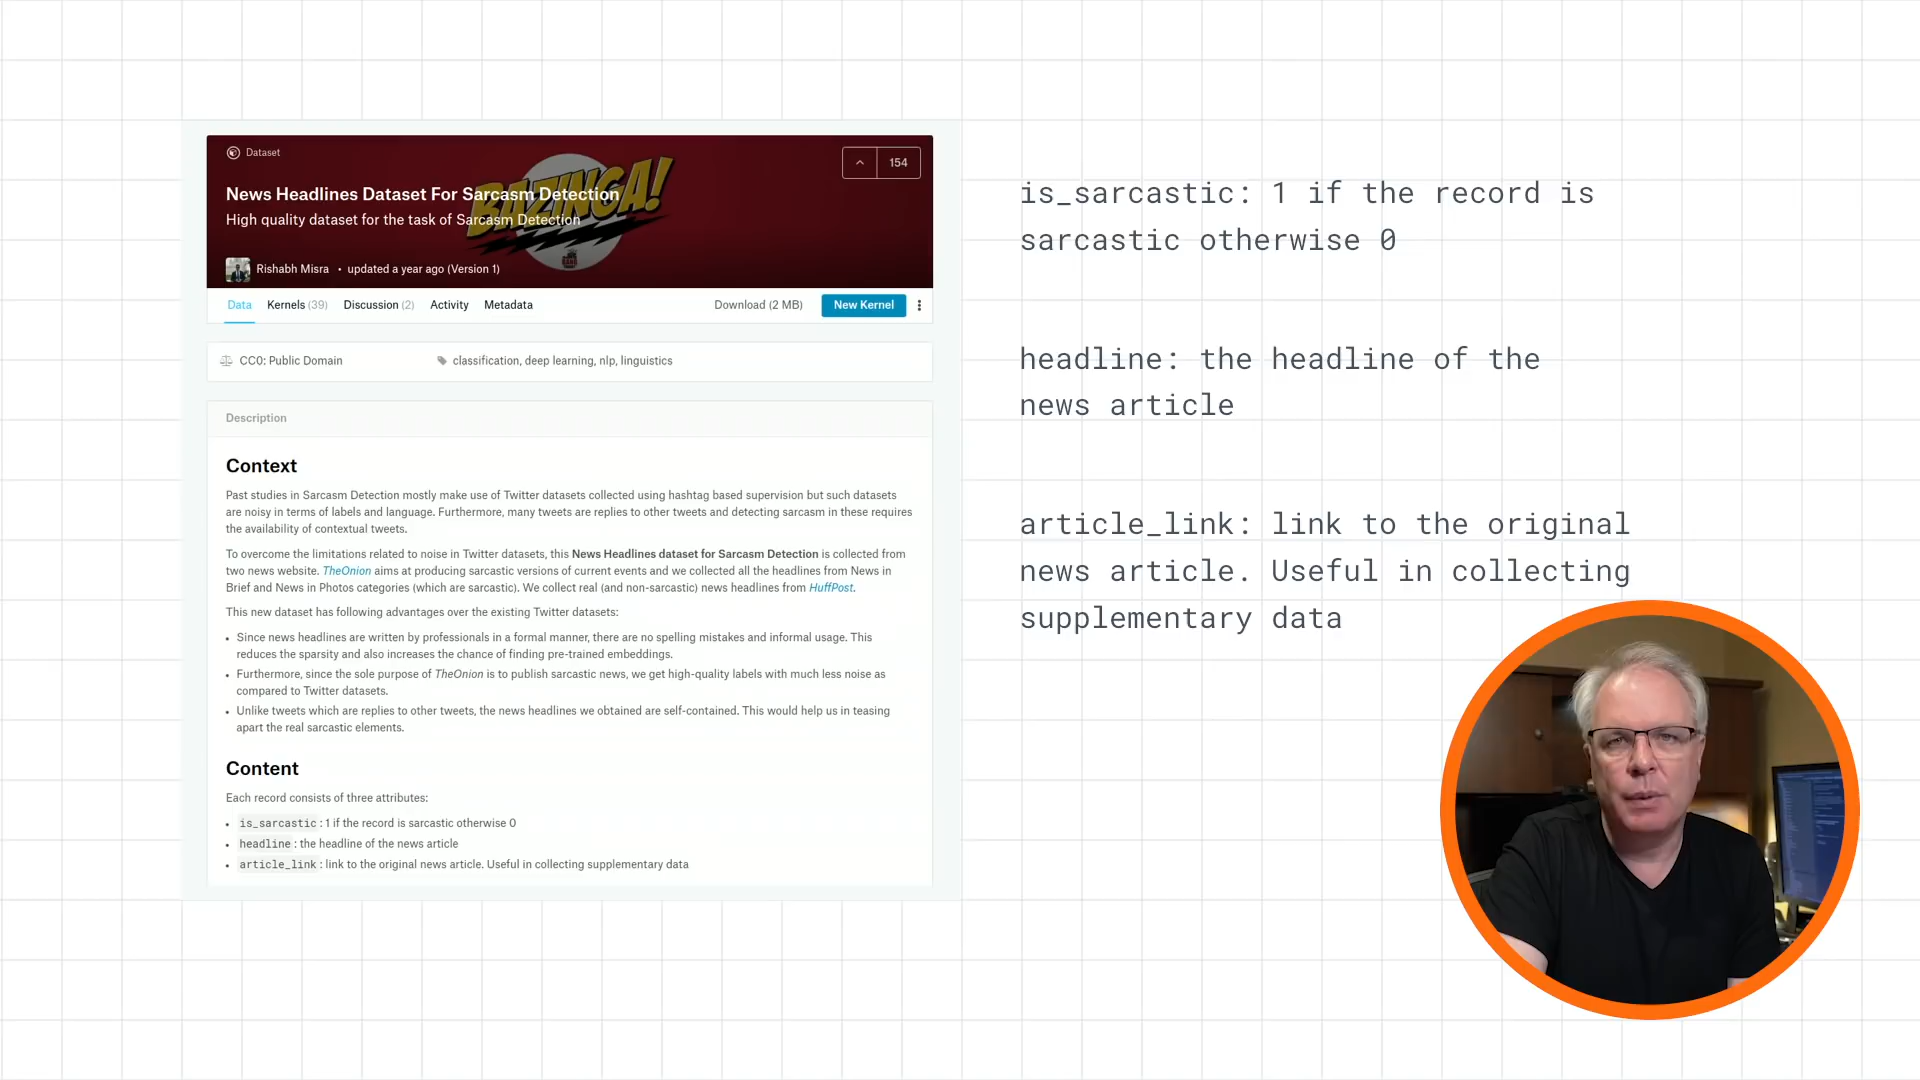 Dataset
154
BAZINGA!
News Headlines Dataset For Sarcasm Detection
High quality dataset for the task of Sarcasm Detection
Rishabh Misra • updated a year ago (Version 1)
Data Kernels (39) Discussion (2) Activity Metadata Download (2 MB) New Kernel
CC0: Public Domain classification, deep learning, nlp, linguistics
Description
Context
Past studies in Sarcasm Detection mostly make use of Twitter datasets collected using hashtag based supervision but such datasets
are noisy in terms of labels and language. Furthermore, many tweets are replies to other tweets and detecting sarcasm in these requires
the availability of contextual tweets.
To overcome the limitations related to noise in Twitter datasets, this News Headlines dataset for Sarcasm Detection is collected from
two news website. TheOnion aims at producing sarcastic versions of current events and we collected all the headlines from News in
Brief and News in Photos categories (which are sarcastic). We collect real (and non-sarcastic) news headlines from HuffPost.
This new dataset has following advantages over the existing Twitter datasets:
• Since news headlines are written by professionals in a formal manner, there are no spelling mistakes and informal usage. This
reduces the sparsity and also increases the chance of finding pre-trained embeddings.
• Furthermore, since the sole purpose of TheOnion is to publish sarcastic news, we get high-quality labels with much less noise as
compared to Twitter datasets.
• Unlike tweets which are replies to other tweets, the news headlines we obtained are self-contained. This would help us in teasing
apart the real sarcastic elements.
Content
Each record consists of three attributes:
• is_sarcastic : 1 if the record is sarcastic otherwise 0
• headline : the headline of the news article
• article_link : link to the original news article. Useful in collecting supplementary data
is_sarcastic: 1 if the record is
sarcastic otherwise 0
headline: the headline of the
news article
article_link: link to the original
news article. Useful in collecting
supplementary data